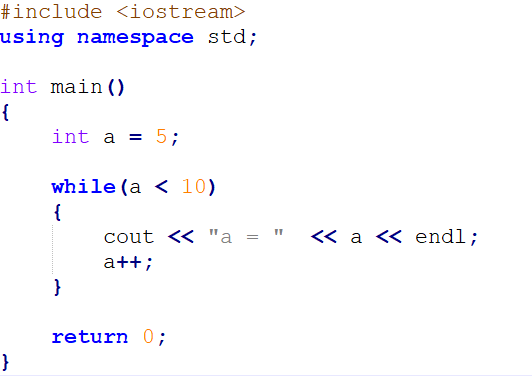 #include <iostream>
using namespace std;
int main()
{
    int a = 5;
    while(a < 10)
    {
        cout << "a = "  << a << endl;
        a++;
    }
    return 0;
}